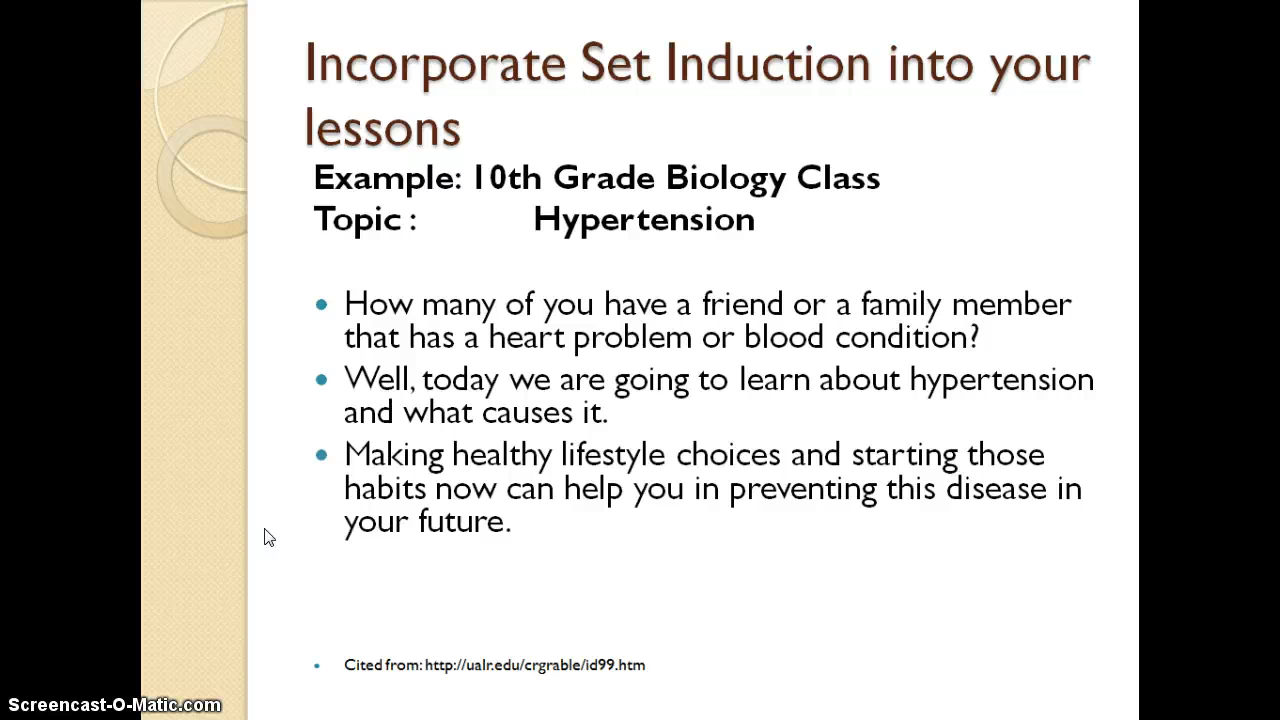 Incorporate Set Induction into your
lessons
Example: 10th Grade Biology Class
Topic : Hypertension
• How many of you have a friend or a family member
that has a heart problem or blood condition?
• Well, today we are going to learn about hypertension
and what causes it.
• Making healthy lifestyle choices and starting those
habits now can help you in preventing this disease in
your future.
• Cited from: http://ualr.edu/crgrable/id99.htm
Screencast-O-Matic.com